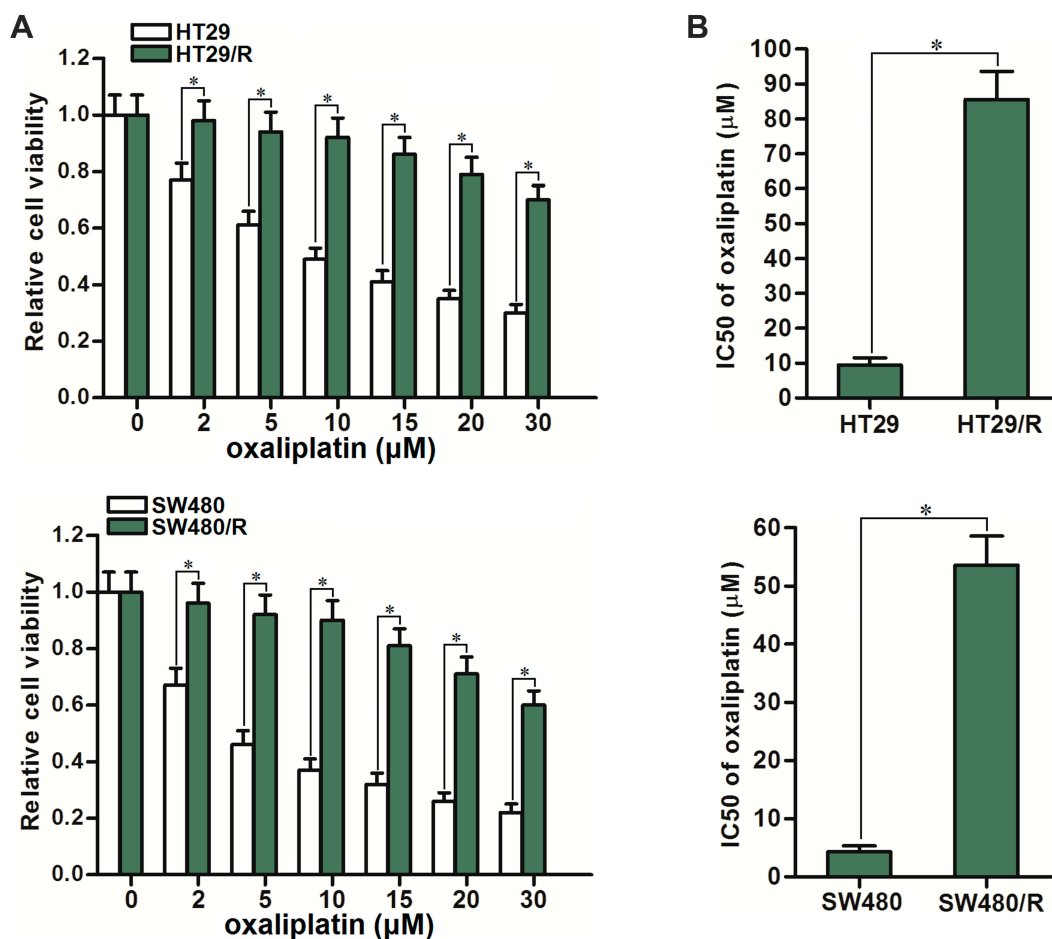 A
HT29
HT29/R
Relative cell viability
1.2
1.0
0.8
0.6
0.4
0.2
0.0
* * * * * *
0 2 5 10 15 20 30
oxaliplatin (µM)
B
IC50 of oxaliplatin (µM)
100
90
80
70
60
50
40
30
20
10
0
*
HT29 HT29/R
SW480
SW480/R
Relative cell viability
1.2
1.0
0.8
0.6
0.4
0.2
0.0
* * * * * *
0 2 5 10 15 20 30
oxaliplatin (µM)
IC50 of oxaliplatin (µM)
60
50
40
30
20
10
0
*
SW480 SW480/R